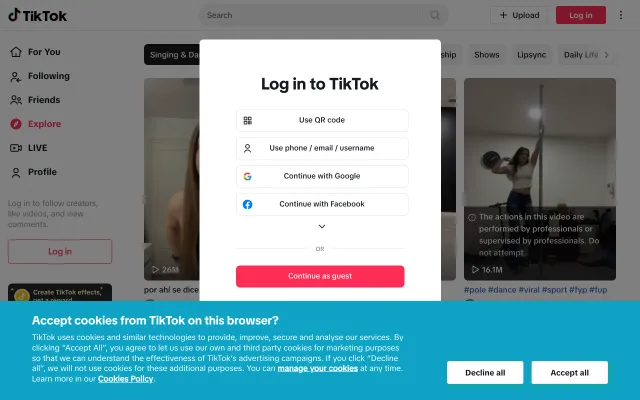 TikTok
Search
Upload
Log in
For You
Following
Friends
Explore
LIVE
Profile
Log in to follow creators,
like videos, and view
comments.
Log in
Create TikTok effects,
get a reward
Singing & Da
ship
Shows
Lipsync
Daily Life
26M
por ahí se dice
The actions in this video are
performed by professionals or
supervised by professionals. Do
not attempt.
16.1M
#pole #dance #viral #sport #fyp #fup
Log in to TikTok
Use QR code
Use phone / email / username
Continue with Google
Continue with Facebook
OR
Continue as guest
Accept cookies from TikTok on this browser?
TikTok uses cookies and similar technologies to provide, improve, secure and analyse our services. By
clicking "Accept All", you agree to let us use our own and third party cookies for marketing purposes
so that we can understand the effectiveness of TikTok's advertising campaigns. If you click "Decline
all", we will not use cookies for these additional purposes. You can manage your cookies at any time.
Learn more in our Cookies Policy.
Decline all
Accept all